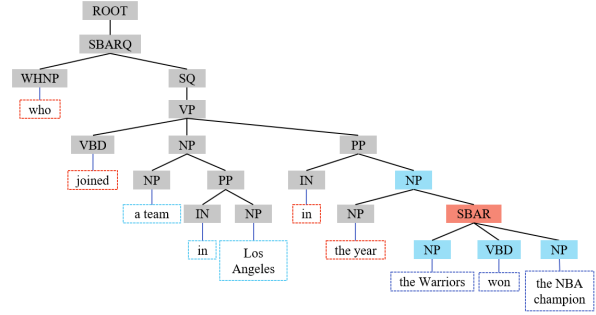 ROOT
SBARQ
WHNP SQ
who VP
VBD NP PP
joined NP PP IN NP
a team IN NP in NP SBAR
in Los Angeles the year NP VBD NP
the Warriors won the NBA champion